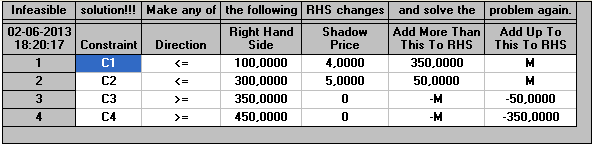 Infeasible solution!!! Make any of the following RHS changes and solve the problem again.
02-06-2013 18:20:17 Constraint Direction Right Hand Side Shadow Price Add More Than This To RHS Add Up To This To RHS
1 C1 <= 100,0000 4,0000 350,0000 M
2 C2 <= 300,0000 5,0000 50,0000 M
3 C3 >= 350,0000 0 -M -50,0000
4 C4 >= 450,0000 0 -M -350,0000